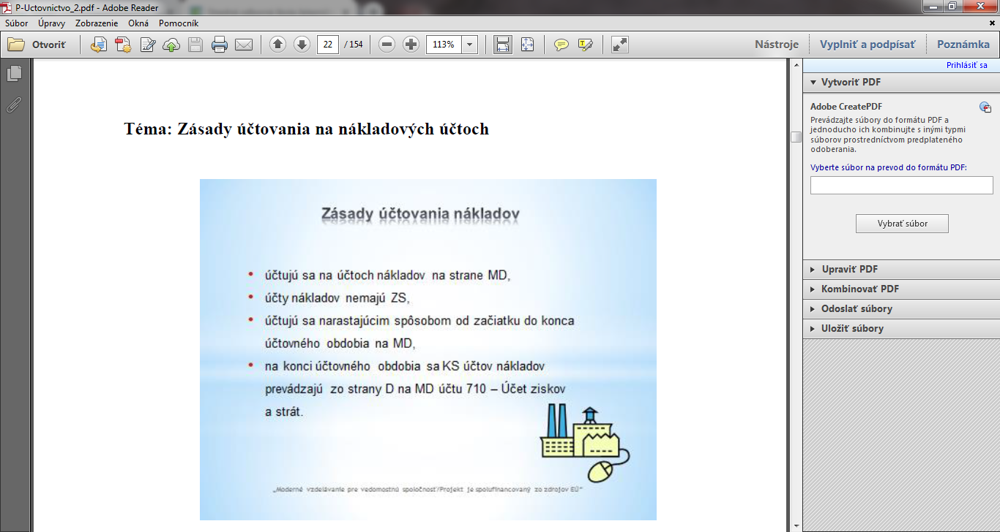 P-Uctovnictvo_2.pdf - Adobe Reader
Súbor Úpravy Zobrazenie Okná Pomocník
Otvoriť 22 / 154 113% Nástroje Vyplniť a podpísať Poznámka
Prihlásiť sa
Vytvoriť PDF
Adobe CreatePDF
Prevádzajte súbory do formátu PDF a
jednoducho ich kombinujte s inými typmi
súborov prostredníctvom predplateného
odoberania.
Vyberte súbor na prevod do formátu PDF:
Vybrať súbor
Upraviť PDF
Kombinovať PDF
Odoslať súbory
Uložiť súbory
Téma: Zásady účtovania na nákladových účtoch
Zásady účtovania nákladov
• účtujú sa na účtoch nákladov na strane MD,
• účty nákladov nemajú ZS,
• účtujú sa narastajúcim spôsobom od začiatku do konca
účtovného obdobia na MD,
• na konci účtovného obdobia sa KS účtov nákladov
prevádzajú zo strany D na MD účtu 710 – Účet ziskov
a strát.
„Moderné vzdelávanie pre vedomostnú spoločnosť/Projekt je spolufinancovaný zo zdrojov EÚ"